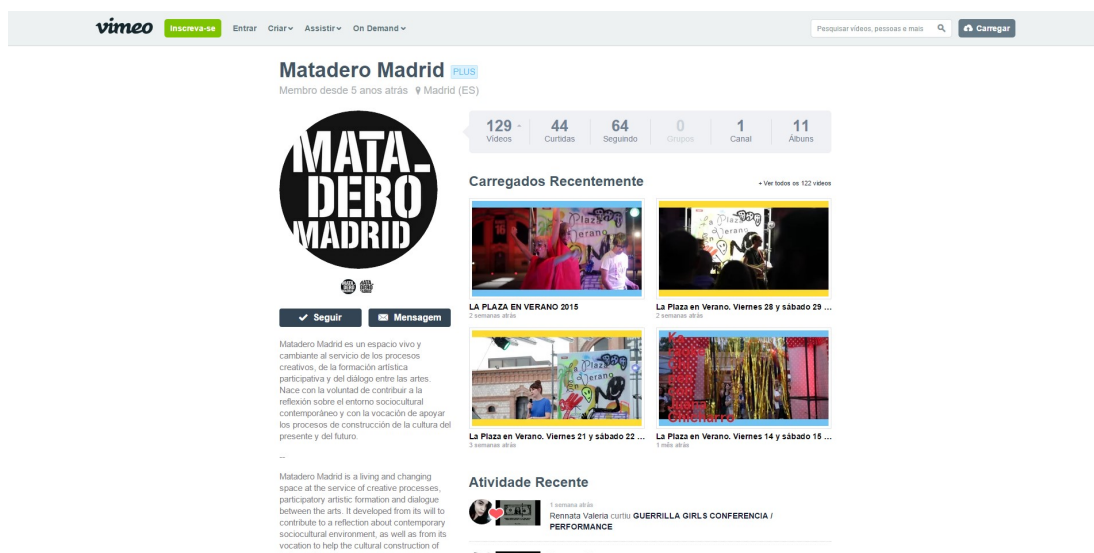 vimeo Inscreva-se Entrar Criar Assistir On Demand Pesquisar vídeos, pessoas e mais Carregar
Matadero Madrid PLUS
Membro desde 5 anos atrás Madrid (ES)
MATA_
DERO
MADRID
129 44 64 0 1 11
Vídeos Curtidas Seguindo Grupos Canal Álbuns
Carregados Recentemente + Ver todos os 122 vídeos
LA PLAZA EN VERANO 2015
2 semanas atrás
La Plaza en Verano. Viernes 28 y sábado 29 ...
2 semanas atrás
La Plaza en Verano. Viernes 21 y sábado 22 ...
3 semanas atrás
La Plaza en Verano. Viernes 14 y sábado 15 ...
1 mês atrás
Seguir Mensagem
Matadero Madrid es un espacio vivo y
cambiante al servicio de los procesos
creativos, de la formación artística
participativa y del diálogo entre las artes.
Nace con la voluntad de contribuir a la
reflexión sobre el entorno sociocultural
contemporáneo y con la vocación de apoyar
los procesos de construcción de la cultura del
presente y del futuro.
--
Matadero Madrid is a living and changing
space at the service of creative processes,
participatory artistic formation and dialogue
between the arts. It developed from its will to
contribute to a reflection about contemporary
sociocultural environment, as well as from its
vocation to help the cultural construction of
Atividade Recente
1 semana atrás
Rennata Valeria curtiu GUERRILLA GIRLS CONFERENCIA /
PERFORMANCE